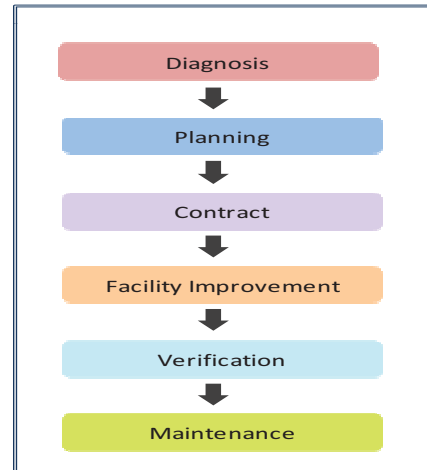 Diagnosis
Planning
Contract
Facility Improvement
Verification
Maintenance